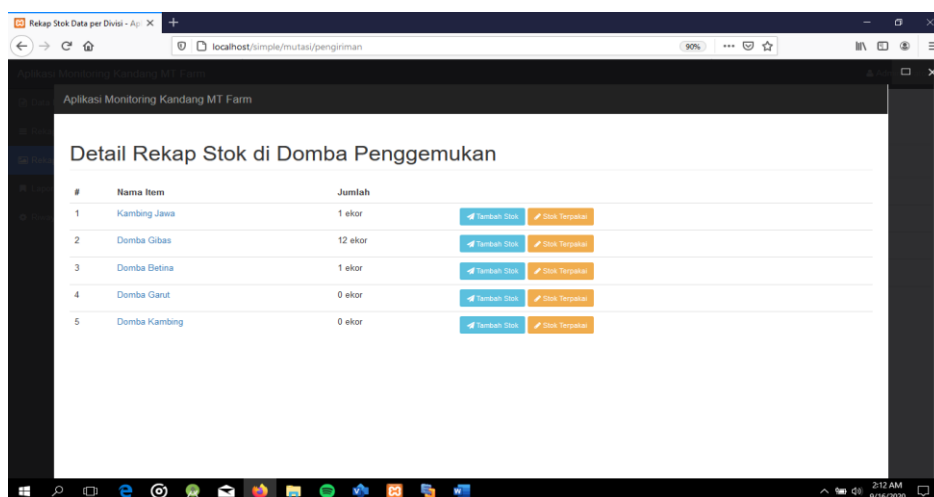 Rekap Stok Data per Divisi - Apl
localhost/simple/mutasi/pengiriman
90%
Aplikasi Monitoring Kandang MT Farm
Aplikasi Monitoring Kandang MT Farm
Detail Rekap Stok di Domba Penggemukan
# Nama Item Jumlah
1 Kambing Jawa 1 ekor Tambah Stok Stok Terpakai
2 Domba Gibas 12 ekor Tambah Stok Stok Terpakai
3 Domba Betina 1 ekor Tambah Stok Stok Terpakai
4 Domba Garut 0 ekor Tambah Stok Stok Terpakai
5 Domba Kambing 0 ekor Tambah Stok Stok Terpakai
2:12 AM
9/16/2020